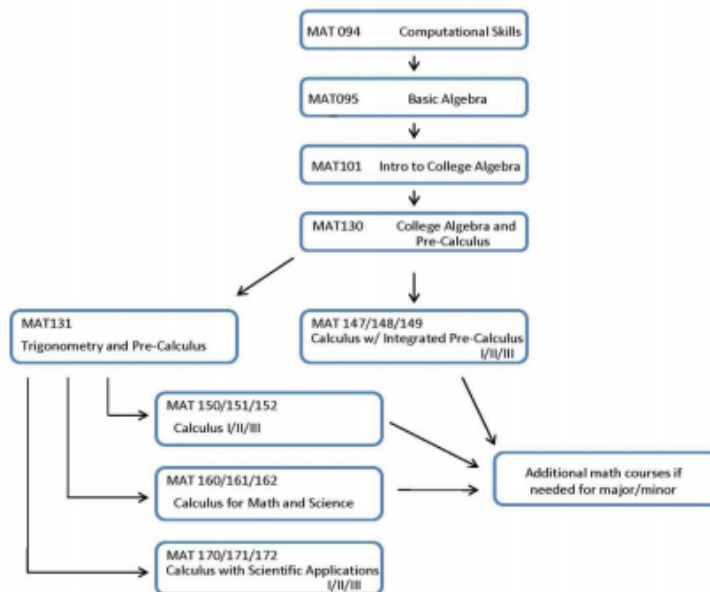 MAT 094 Computational Skills
MAT095 Basic Algebra
MAT101 Intro to College Algebra
MAT130 College Algebra and
Pre-Calculus
MAT131
Trigonometry and Pre-Calculus
MAT 147/148/149
Calculus w/ Integrated Pre-Calculus
I/II/III
MAT 150/151/152
Calculus I/II/III
MAT 160/161/162
Calculus for Math and Science
Additional math courses if
needed for major/minor
MAT 170/171/172
Calculus with Scientific Applications
I/II/III